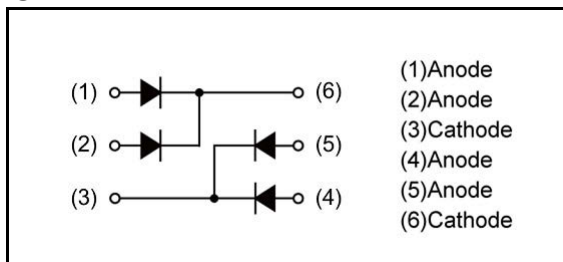 (1) (6)
(2) (5)
(3) (4)
(1)Anode
(2)Anode
(3)Cathode
(4)Anode
(5)Anode
(6)Cathode